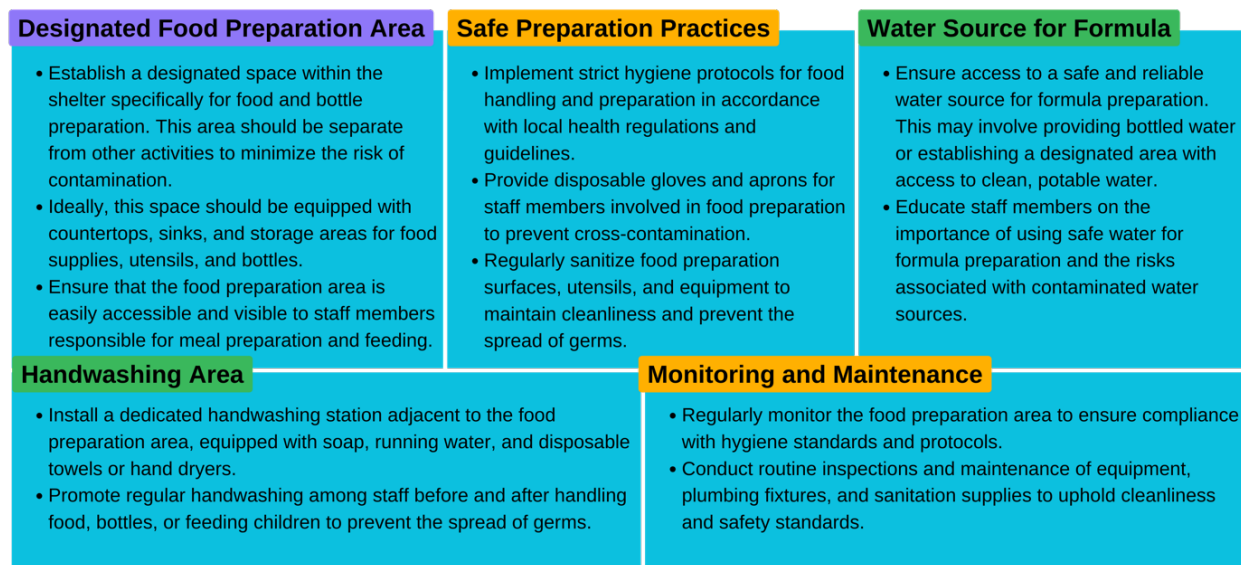 Designated Food Preparation Area
• Establish a designated space within the
shelter specifically for food and bottle
preparation. This area should be separate
from other activities to minimize the risk of
contamination.
• Ideally, this space should be equipped with
countertops, sinks, and storage areas for food
supplies, utensils, and bottles.
• Ensure that the food preparation area is
easily accessible and visible to staff members
responsible for meal preparation and feeding.
Safe Preparation Practices
• Implement strict hygiene protocols for food
handling and preparation in accordance
with local health regulations and
guidelines.
• Provide disposable gloves and aprons for
staff members involved in food preparation
to prevent cross-contamination.
• Regularly sanitize food preparation
surfaces, utensils, and equipment to
maintain cleanliness and prevent the
spread of germs.
Water Source for Formula
• Ensure access to a safe and reliable
water source for formula preparation.
This may involve providing bottled water
or establishing a designated area with
access to clean, potable water.
• Educate staff members on the
importance of using safe water for
formula preparation and the risks
associated with contaminated water
sources.
Handwashing Area
• Install a dedicated handwashing station adjacent to the food
preparation area, equipped with soap, running water, and disposable
towels or hand dryers.
• Promote regular handwashing among staff before and after handling
food, bottles, or feeding children to prevent the spread of germs.
Monitoring and Maintenance
• Regularly monitor the food preparation area to ensure compliance
with hygiene standards and protocols.
• Conduct routine inspections and maintenance of equipment,
plumbing fixtures, and sanitation supplies to uphold cleanliness
and safety standards.